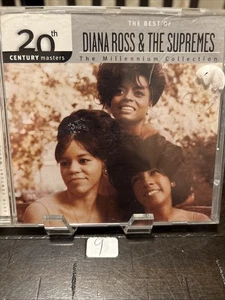 THE BEST OF
20th
CENTURY masters
DIANA ROSS & THE SUPREMES
The Millennium Collection
9